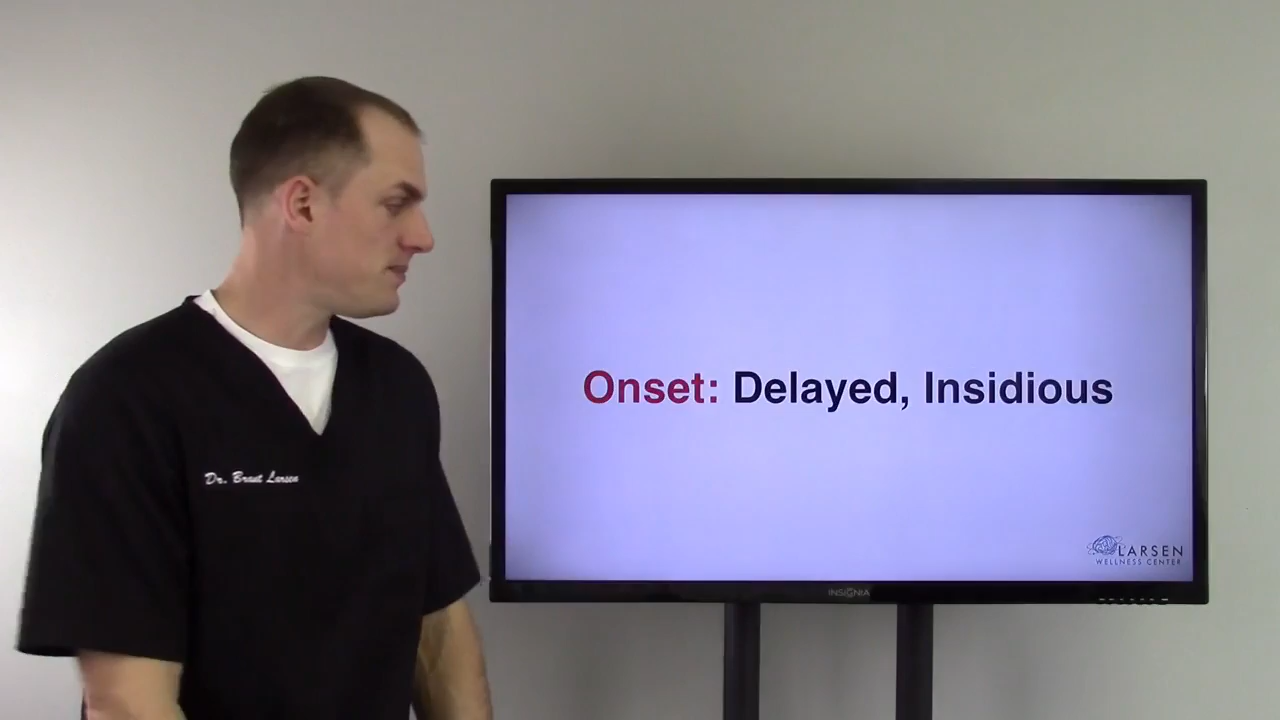 Onset: Delayed, Insidious
Dr. Brant Larsen
LARSEN
WELLNESS CENTER
INSIGNIA